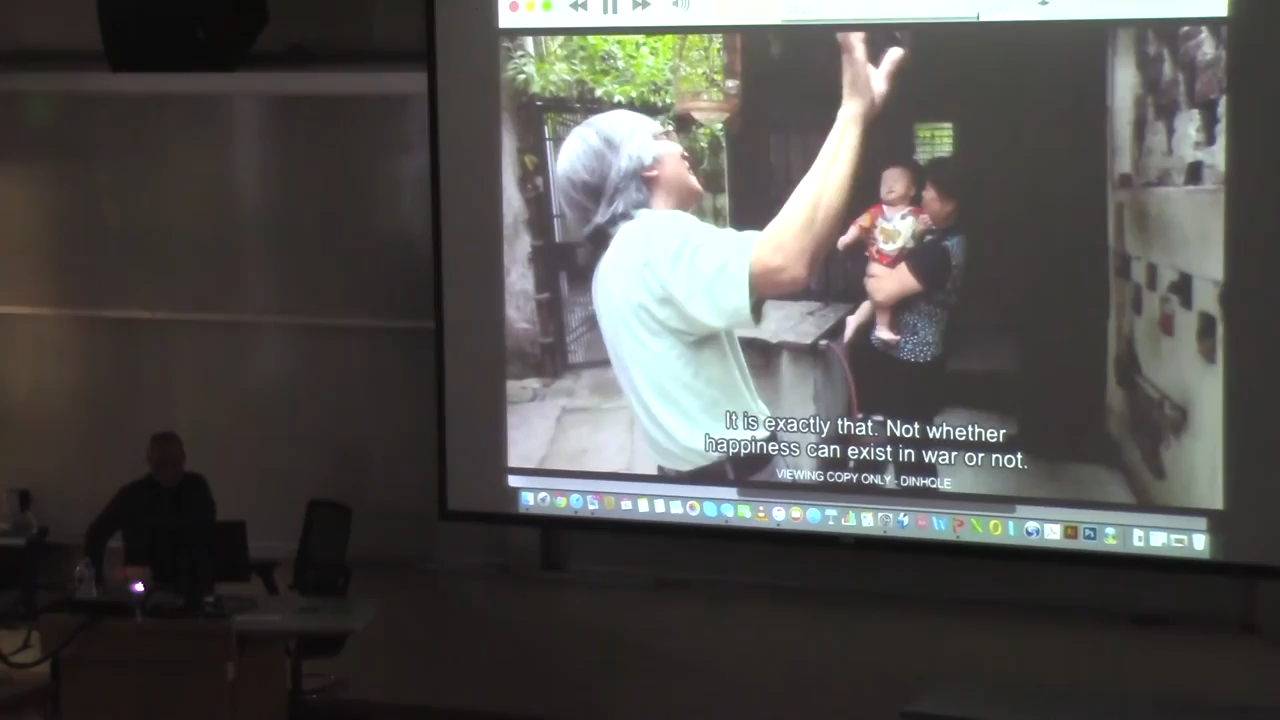 It is exactly that. Not whether
happiness can exist in war or not.
VIEWING COPY ONLY - DINHQLE